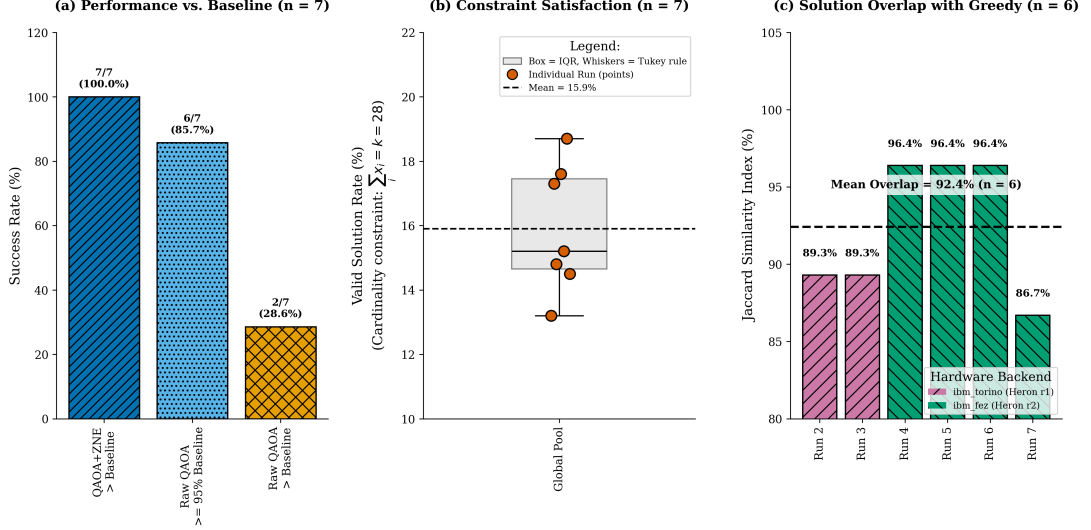 (a) Performance vs. Baseline (n = 7)
Success Rate (%)
120
100
80
60
40
20
0
7/7
(100.0%)
6/7
(85.7%)
2/7
(28.6%)
QAOA+ZNE
> Baseline
Raw QAOA
>= 95% Baseline
Raw QAOA
> Baseline
(b) Constraint Satisfaction (n = 7)
Valid Solution Rate (%)
(Cardinality constraint: ∑_i x_i = k = 28)
22
20
18
16
14
12
10
Legend:
Box = IQR, Whiskers = Tukey rule
Individual Run (points)
Mean = 15.9%
Global Pool
(c) Solution Overlap with Greedy (n = 6)
Jaccard Similarity Index (%)
105
100
95
90
85
80
96.4%
96.4%
96.4%
Mean Overlap = 92.4% (n = 6)
89.3%
89.3%
86.7%
Hardware Backend
ibm_torino (Heron r1)
ibm_fez (Heron r2)
Run 2
Run 3
Run 4
Run 5
Run 6
Run 7